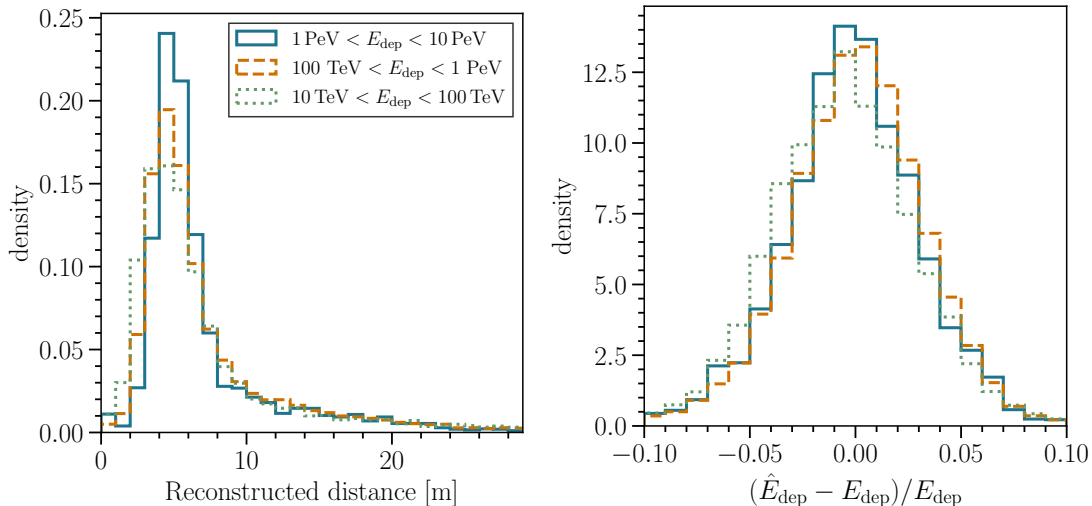 0.25
0.20
0.15
0.10
0.05
0.00
density
0
10
20
Reconstructed distance [m]
1 PeV < E_dep < 10 PeV
100 TeV < E_dep < 1 PeV
10 TeV < E_dep < 100 TeV
12.5
10.0
7.5
5.0
2.5
0.0
density
−0.10
−0.05
0.00
0.05
0.10
(Ê_dep − E_dep)/E_dep